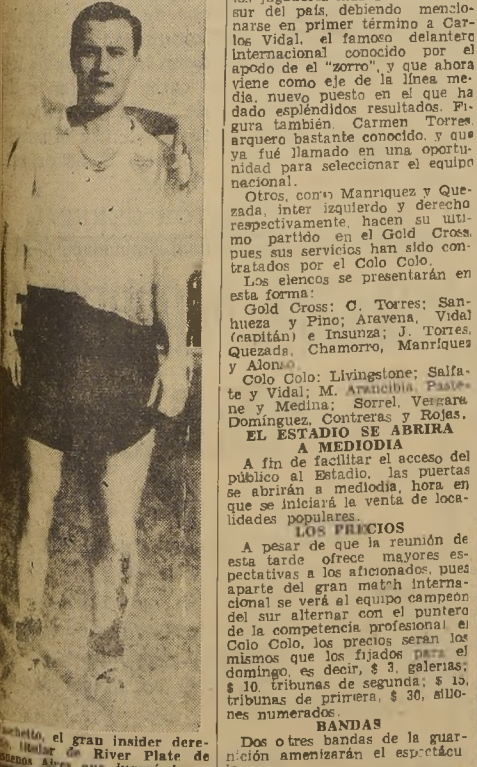 sur del país, debiendo mencio-
narse en primer término a Car-
los Vidal, el famoso delantero
internacional conocido por el
apodo de el "zorro", y que ahora
viene como eje de la línea me-
dia, nuevo puesto en el que ha
dado espléndidos resultados. Fi-
gura también, Carmen Torres,
arquero bastante conocido, y que
ya fué llamado en una oportu-
nidad para seleccionar el equipo
nacional.
Otros, como Manríquez y Que-
zada, inter izquierdo y derecho
respectivamente, hacen su últi-
mo partido en el Gold Cross,
pues sus servicios han sido con-
tratados por el Colo Colo.
Los elencos se presentarán en
esta forma:
Gold Cross: C. Torres; San-
hueza y Pino; Aravena, Vidal
(capitán) e Insunza; J. Torres,
Quezada, Chamorro, Manríquez
y Alonso.
Colo Colo: Livingstone; Salfa-
te y Vidal; M. Arancibia, Paste-
ne y Medina; Sorrel, Vergara
Domínguez, Contreras y Rojas.
EL ESTADIO SE ABRIRA
A MEDIODIA
A fin de facilitar el acceso del
público al Estadio, las puertas
se abrirán a mediodía, hora en
que se iniciará la venta de loca-
lidades populares.
LOS PRECIOS
A pesar de que la reunión de
esta tarde ofrece mayores es-
pectativas a los aficionados, pues
aparte del gran match interna-
cional se verá al equipo campeón
del sur alternar con el puntero
de la competencia profesional el
Colo Colo, los precios serán los
mismos que los fijados para el
domingo, es decir, $ 3, galerías;
$ 10, tribunas de segunda; $ 15,
tribunas de primera, $ 30, sillo-
nes numerados.
BANDAS
Dos o tres bandas de la guar-
nición amenizarán el espectácu
el gran insider dere-
titular de River Plate de